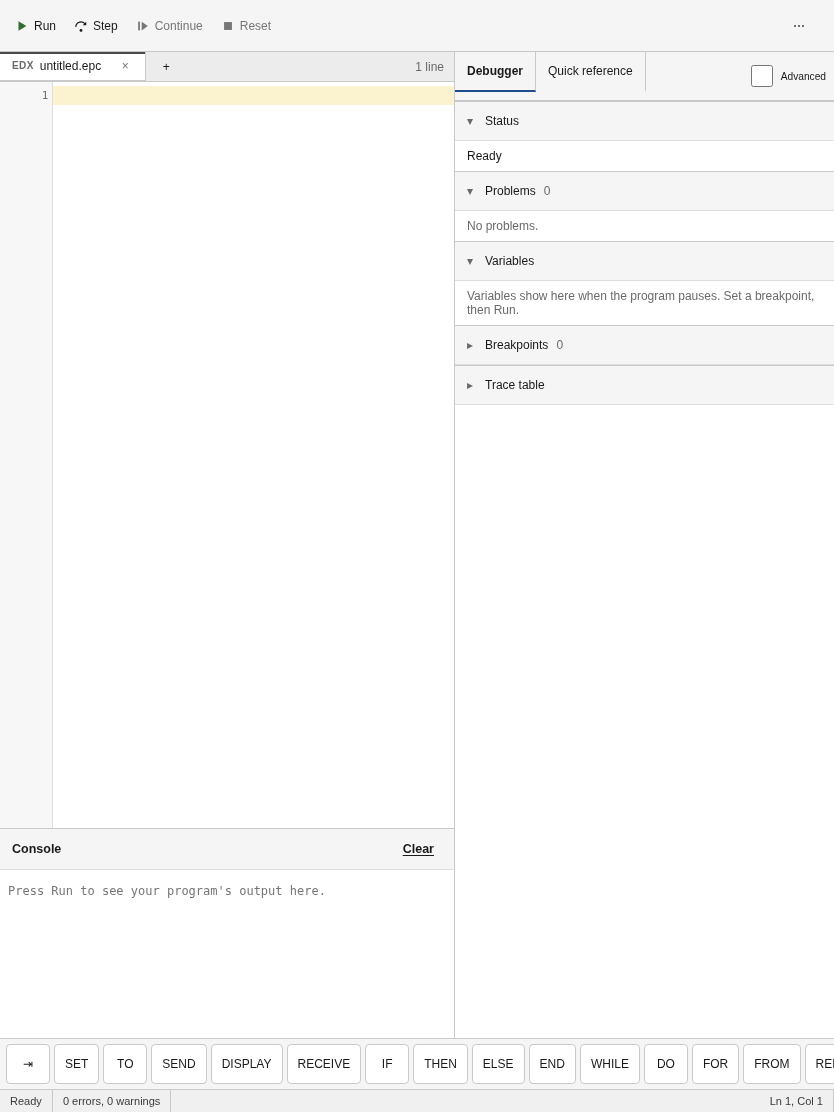 Run Step Continue Reset ···
EDX untitled.epc × + 1 line
Debugger Quick reference Advanced
1
Status
Ready
Problems 0
No problems.
Variables
Variables show here when the program pauses. Set a breakpoint,
then Run.
Breakpoints 0
Trace table
Console Clear
Press Run to see your program's output here.
⇥ SET TO SEND DISPLAY RECEIVE IF THEN ELSE END WHILE DO FOR FROM
Ready 0 errors, 0 warnings Ln 1, Col 1